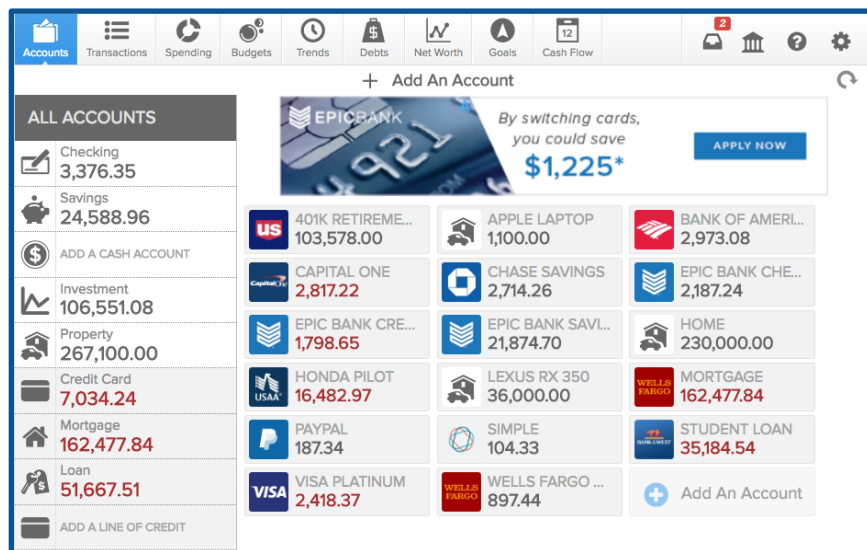 2
12
Accounts Transactions Spending Budgets Trends Debts Net Worth Goals Cash Flow
+ Add An Account
ALL ACCOUNTS
Checking
3,376.35
Savings
24,588.96
ADD A CASH ACCOUNT
Investment
106,551.08
Property
267,100.00
Credit Card
7,034.24
Mortgage
162,477.84
Loan
51,667.51
ADD A LINE OF CREDIT
EPICBANK
4921
By switching cards,
you could save
$1,225*
APPLY NOW
us
401K RETIREME...
103,578.00
APPLE LAPTOP
1,100.00
BANK OF AMERI...
2,973.08
Capital One
CAPITAL ONE
2,817.22
CHASE SAVINGS
2,714.26
EPIC BANK CHE...
2,187.24
EPIC BANK CRE...
1,798.65
EPIC BANK SAVI...
21,874.70
HOME
230,000.00
USAA
HONDA PILOT
16,482.97
LEXUS RX 350
36,000.00
WELLS
FARGO
MORTGAGE
162,477.84
PAYPAL
187.34
SIMPLE
104.33
BANK OF THE WEST
STUDENT LOAN
35,184.54
VISA
VISA PLATINUM
2,418.37
WELLS
FARGO
WELLS FARGO ...
897.44
Add An Account